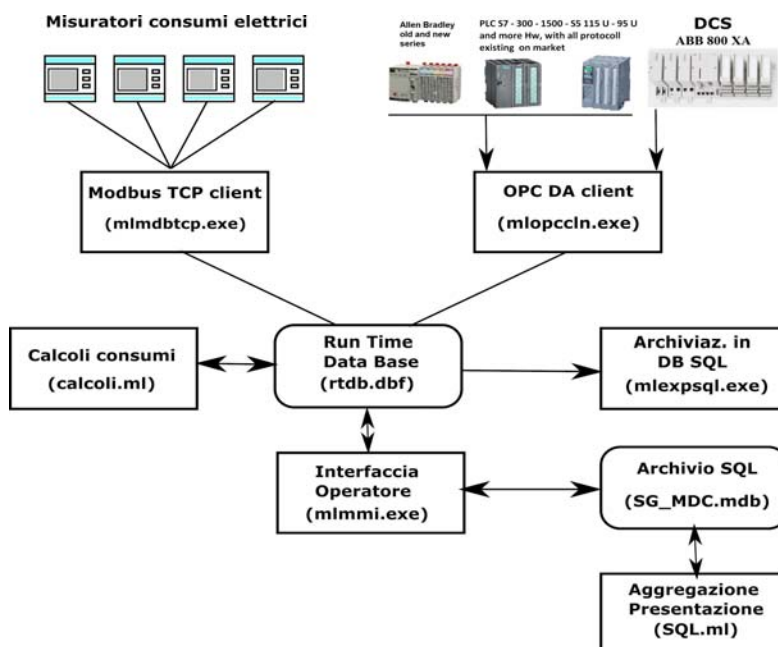 Misuratori consumi elettrici
Allen Bradley
old and new
series
PLC S7 - 300 - 1500 - S5 115 U - 95 U
and more Hw, with all protocoll
existing on market
DCS
ABB 800 XA
Modbus TCP client
(mlmdbtcp.exe)
OPC DA client
(mlopccln.exe)
Calcoli consumi
(calcoli.ml)
Run Time
Data Base
(rtdb.dbf)
Archiviaz. in
DB SQL
(mlexpsql.exe)
Interfaccia
Operatore
(mlmmi.exe)
Archivio SQL
(SG_MDC.mdb)
Aggregazione
Presentazione
(SQL.ml)